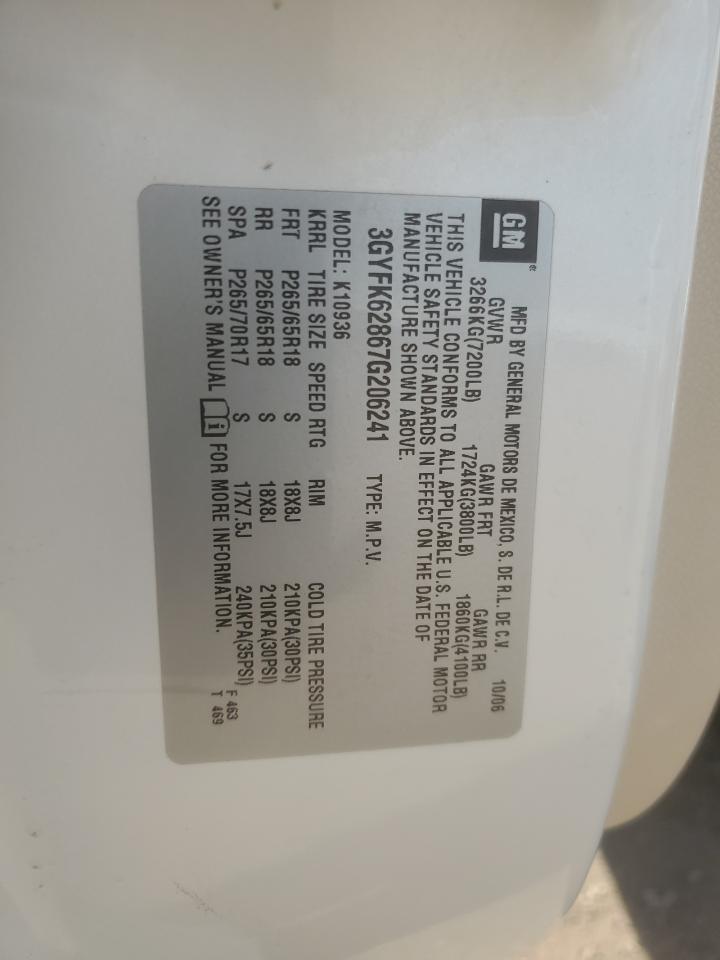 GM
MFD BY GENERAL MOTORS DE MEXICO, S. DE R.L. DE C.V. 10/06
GVWR GAWR FRT GAWR RR
3266KG(7200LB) 1724KG(3800LB) 1860KG(4100LB)
THIS VEHICLE CONFORMS TO ALL APPLICABLE U.S. FEDERAL MOTOR
VEHICLE SAFETY STANDARDS IN EFFECT ON THE DATE OF
MANUFACTURE SHOWN ABOVE.
3GYFK62867G206241 TYPE: M.P.V.
MODEL: K10936
KRRL TIRE SIZE SPEED RTG RIM COLD TIRE PRESSURE
FRT P265/65R18 S 18X8J 210KPA(30PSI)
RR P265/65R18 S 18X8J 210KPA(30PSI)
SPA P265/70R17 S 17X7.5J 240KPA(35PSI) F 463
SEE OWNER'S MANUAL i FOR MORE INFORMATION. T 469